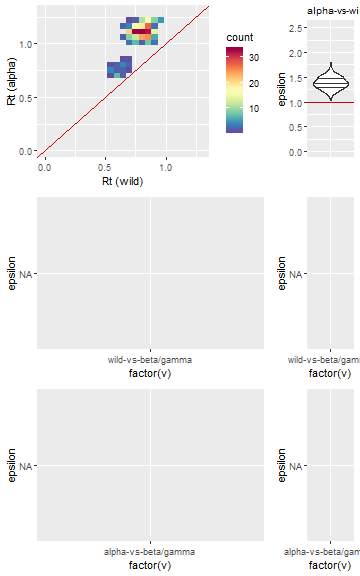 alpha-vs-wi
Rt (alpha)
1.0
0.5
0.0
0.0
0.5
1.0
Rt (wild)
count
30
20
10
epsilon
2.5
2.0
1.5
1.0
0.5
0.0
epsilon
NA
wild-vs-beta/gamma
factor(v)
epsilon
NA
wild-vs-beta/gam
factor(v)
epsilon
NA
alpha-vs-beta/gamma
factor(v)
epsilon
NA
alpha-vs-beta/gam
factor(v)